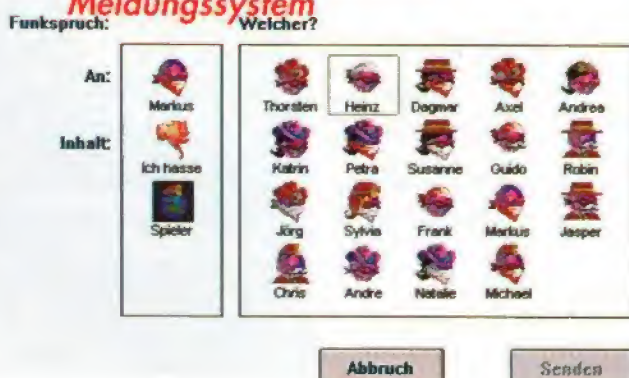 Meldungssystem
Funkspruch:
Welcher?
An:
Markus
Inhalt:
Ich hasse
Spieler
Thorsten Heinz Dagmar Axel Andrea
Katrin Petra Susanne Guido Robin
Jörg Sylvia Frank Markus Jasper
Chris Andre Natalie Michael
Abbruch Senden